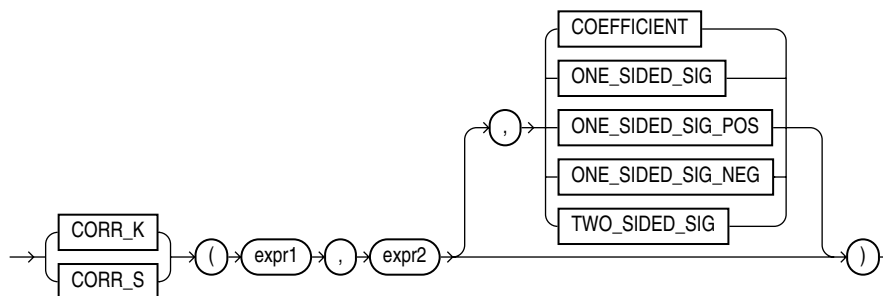 COEFFICIENT
ONE_SIDED_SIG
,
ONE_SIDED_SIG_POS
ONE_SIDED_SIG_NEG
TWO_SIDED_SIG
CORR_K
CORR_S
( expr1 , expr2 )